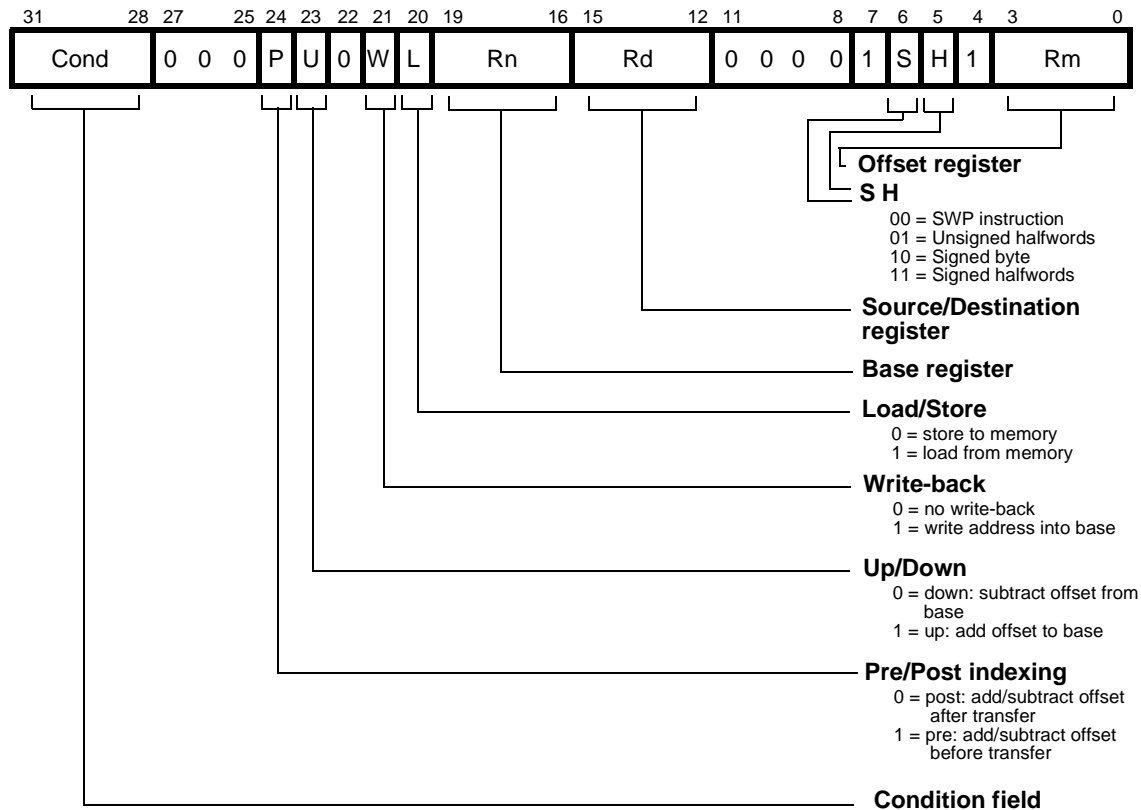 31 28 27 25 24 23 22 21 20 19 16 15 12 11 8 7 6 5 4 3 0
Cond 0 0 0 P U 0 W L Rn Rd 0 0 0 0 1 S H 1 Rm
Offset register
S H
00 = SWP instruction
01 = Unsigned halfwords
10 = Signed byte
11 = Signed halfwords
Source/Destination
register
Base register
Load/Store
0 = store to memory
1 = load from memory
Write-back
0 = no write-back
1 = write address into base
Up/Down
0 = down: subtract offset from
base
1 = up: add offset to base
Pre/Post indexing
0 = post: add/subtract offset
after transfer
1 = pre: add/subtract offset
before transfer
Condition field